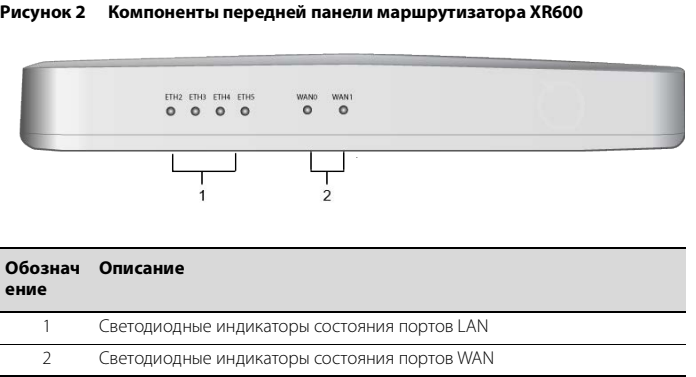 Рисунок 2 Компоненты передней панели маршрутизатора XR600
ETH2 ETH3 ETH4 ETH5 WAN0 WAN1
1 2
Обознач Описание
ение
1 Светодиодные индикаторы состояния портов LAN
2 Светодиодные индикаторы состояния портов WAN